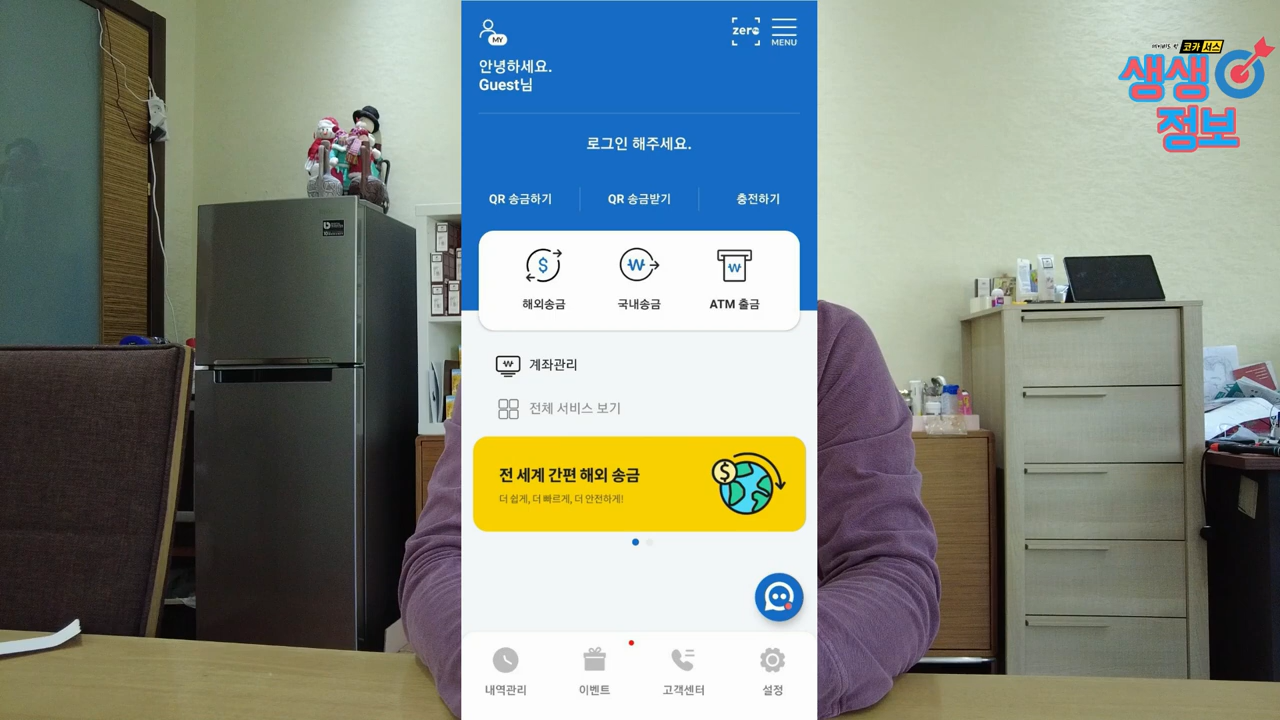 MY
zero
MENU
안녕하세요.
Guest님
로그인 해주세요.
QR 송금하기
QR 송금받기
충전하기
해외송금
국내송금
ATM 출금
계좌관리
전체 서비스 보기
전 세계 간편 해외 송금
더 쉽게, 더 빠르게, 더 안전하게!
내역관리
이벤트
고객센터
설정
코카서스
생생
정보